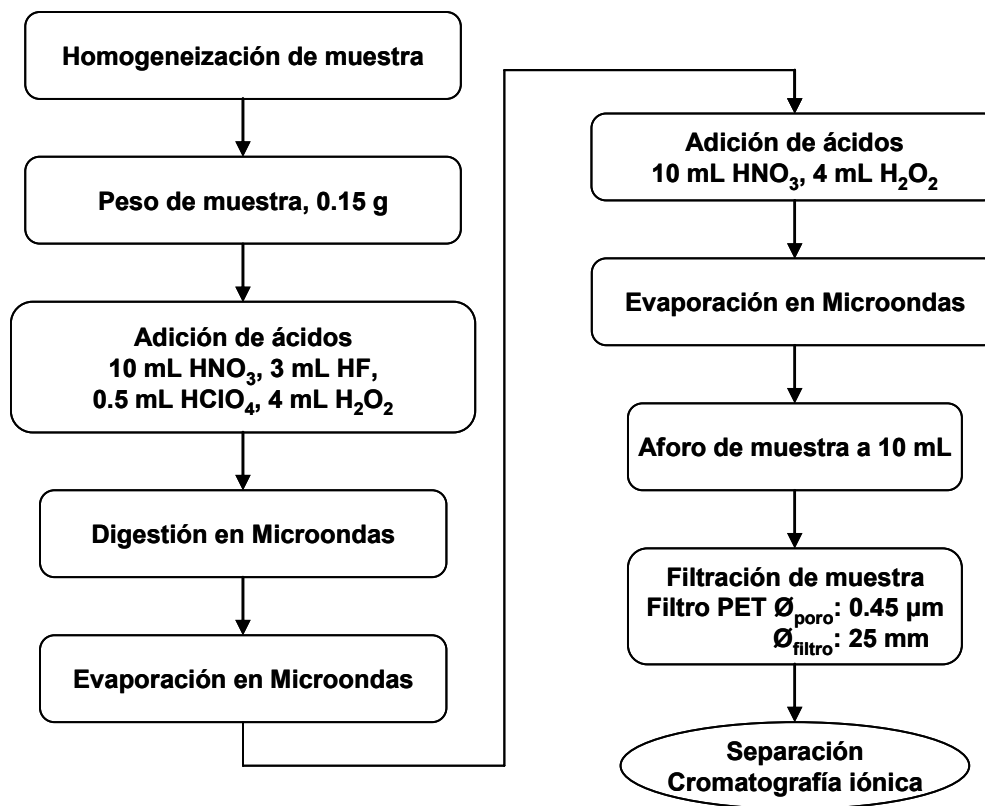 Homogeneización de muestra
Peso de muestra, 0.15 g
Adición de ácidos
10 mL HNO₃, 3 mL HF,
0.5 mL HClO₄, 4 mL H₂O₂
Digestión en Microondas
Evaporación en Microondas
Adición de ácidos
10 mL HNO₃, 4 mL H₂O₂
Evaporación en Microondas
Aforo de muestra a 10 mL
Filtración de muestra
Filtro PET Ø_poro: 0.45 µm
Ø_filtro: 25 mm
Separación
Cromatografía iónica